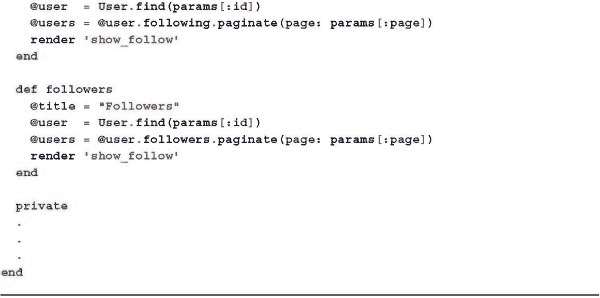 @user  = User.find(params[:id])
    @users = @user.following.paginate(page: params[:page])
    render 'show_follow'
  end

  def followers
    @title = "Followers"
    @user  = User.find(params[:id])
    @users = @user.followers.paginate(page: params[:page])
    render 'show_follow'
  end

  private
  .
  .
  .
end